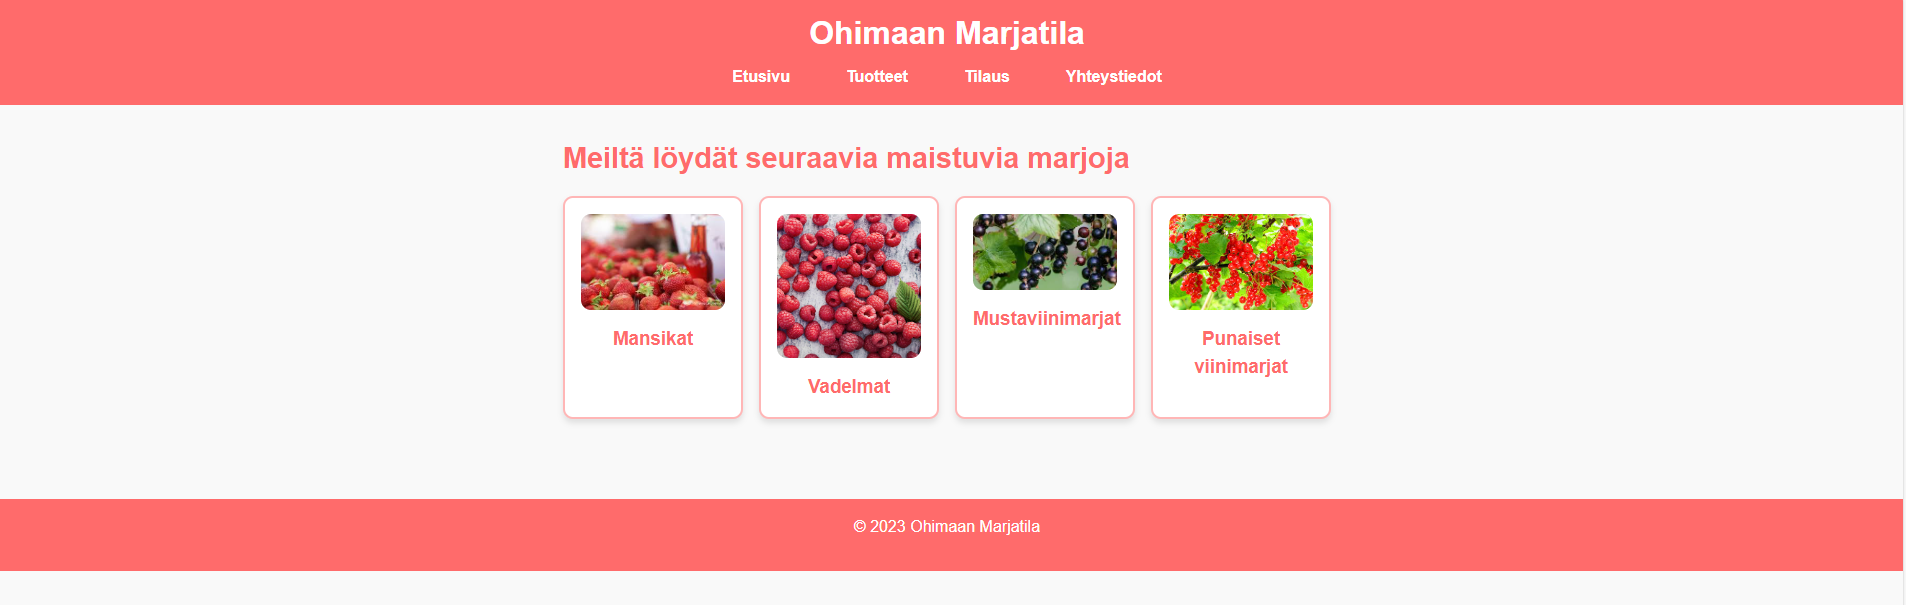 Ohimaan Marjatila
Etusivu Tuotteet Tilaus Yhteystiedot
Meiltä löydät seuraavia maistuvia marjoja
Mansikat
Vadelmat
Mustaviinimarjat
Punaiset
viinimarjat
© 2023 Ohimaan Marjatila